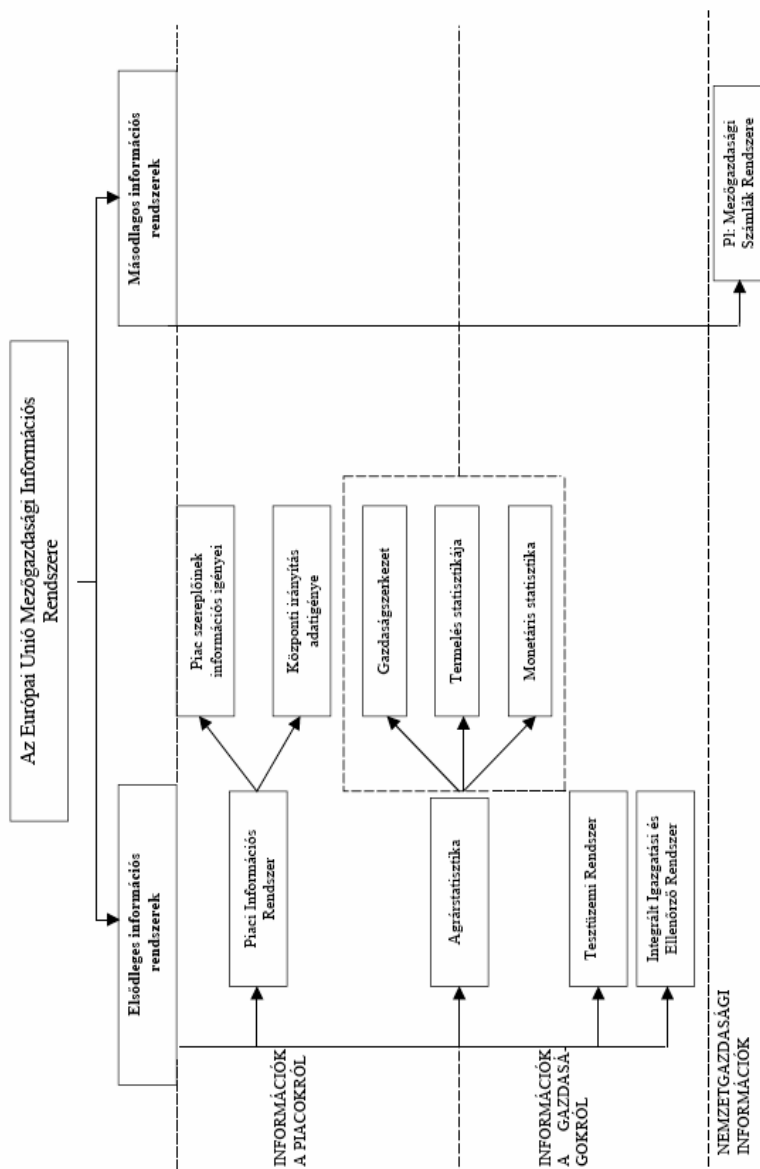 Az Európai Unió Mezőgazdasági Információs
Rendszere
Elsődleges információs
rendszerek
Másodlagos információs
rendszerek
INFORMÁCIÓK
A PIACOKRÓL
Piaci Információs
Rendszer
Piac szereplőinek
információs igényei
Központi irányítás
adatigénye
Agrárstatisztika
Gazdaságszerkezet
Termelés statisztikája
Monetáris statisztika
INFORMÁCIÓK
A GAZDASÁ-
GOKRÓL
Tesztüzemi Rendszer
Integrált Igazgatási és
Ellenőrző Rendszer
NEMZETGAZDASÁGI
INFORMÁCIÓK
Pl: Mezőgazdasági
Számlák Rendszere